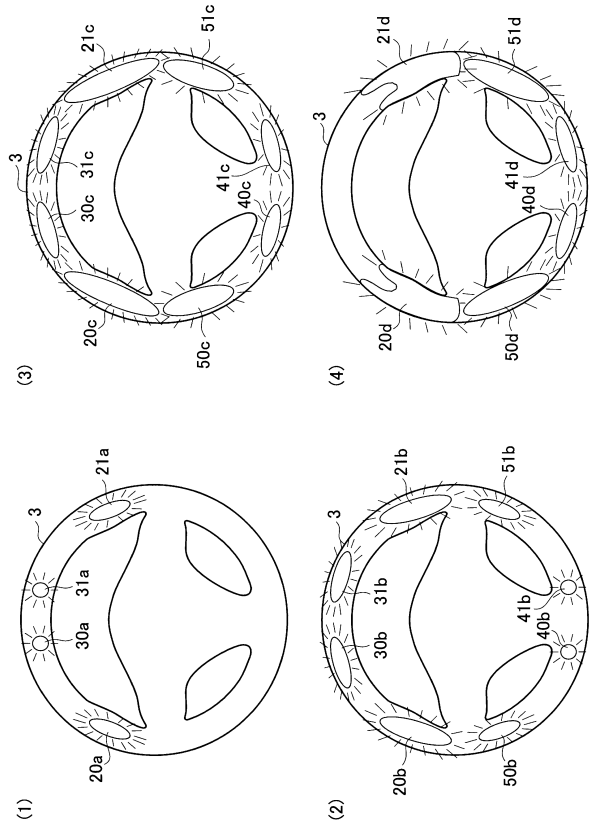 (1)
3
20a
30a
31a
21a
(2)
3
20b
30b
31b
21b
50b
40b
41b
51b
(3)
3
20c
30c
31c
21c
50c
40c
41c
51c
(4)
3
20d
21d
50d
40d
41d
51d